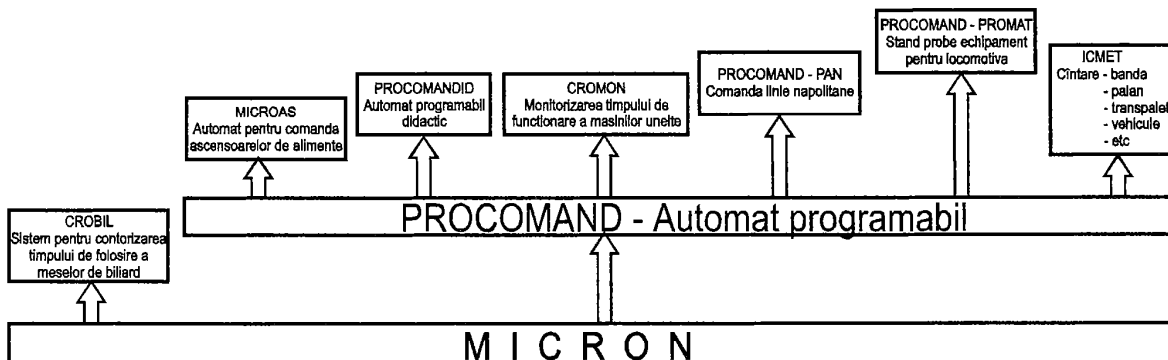 PROCOMAND - PROMAT
Stand probe echipament
pentru locomotiva
ICMET
Cîntare - banda
- palan
- transpalet
- vehicule
- etc
PROCOMAND - PAN
Comanda linie napolitane
CROMON
Monitorizarea timpului de
functionare a masinilor unelte
PROCOMANDID
Automat programabil
didactic
MICROAS
Automat pentru comanda
ascensoarelor de alimente
PROCOMAND - Automat programabil
CROBIL
Sistem pentru contorizarea
timpului de folosire a
meselor de biliard
M I C R O N